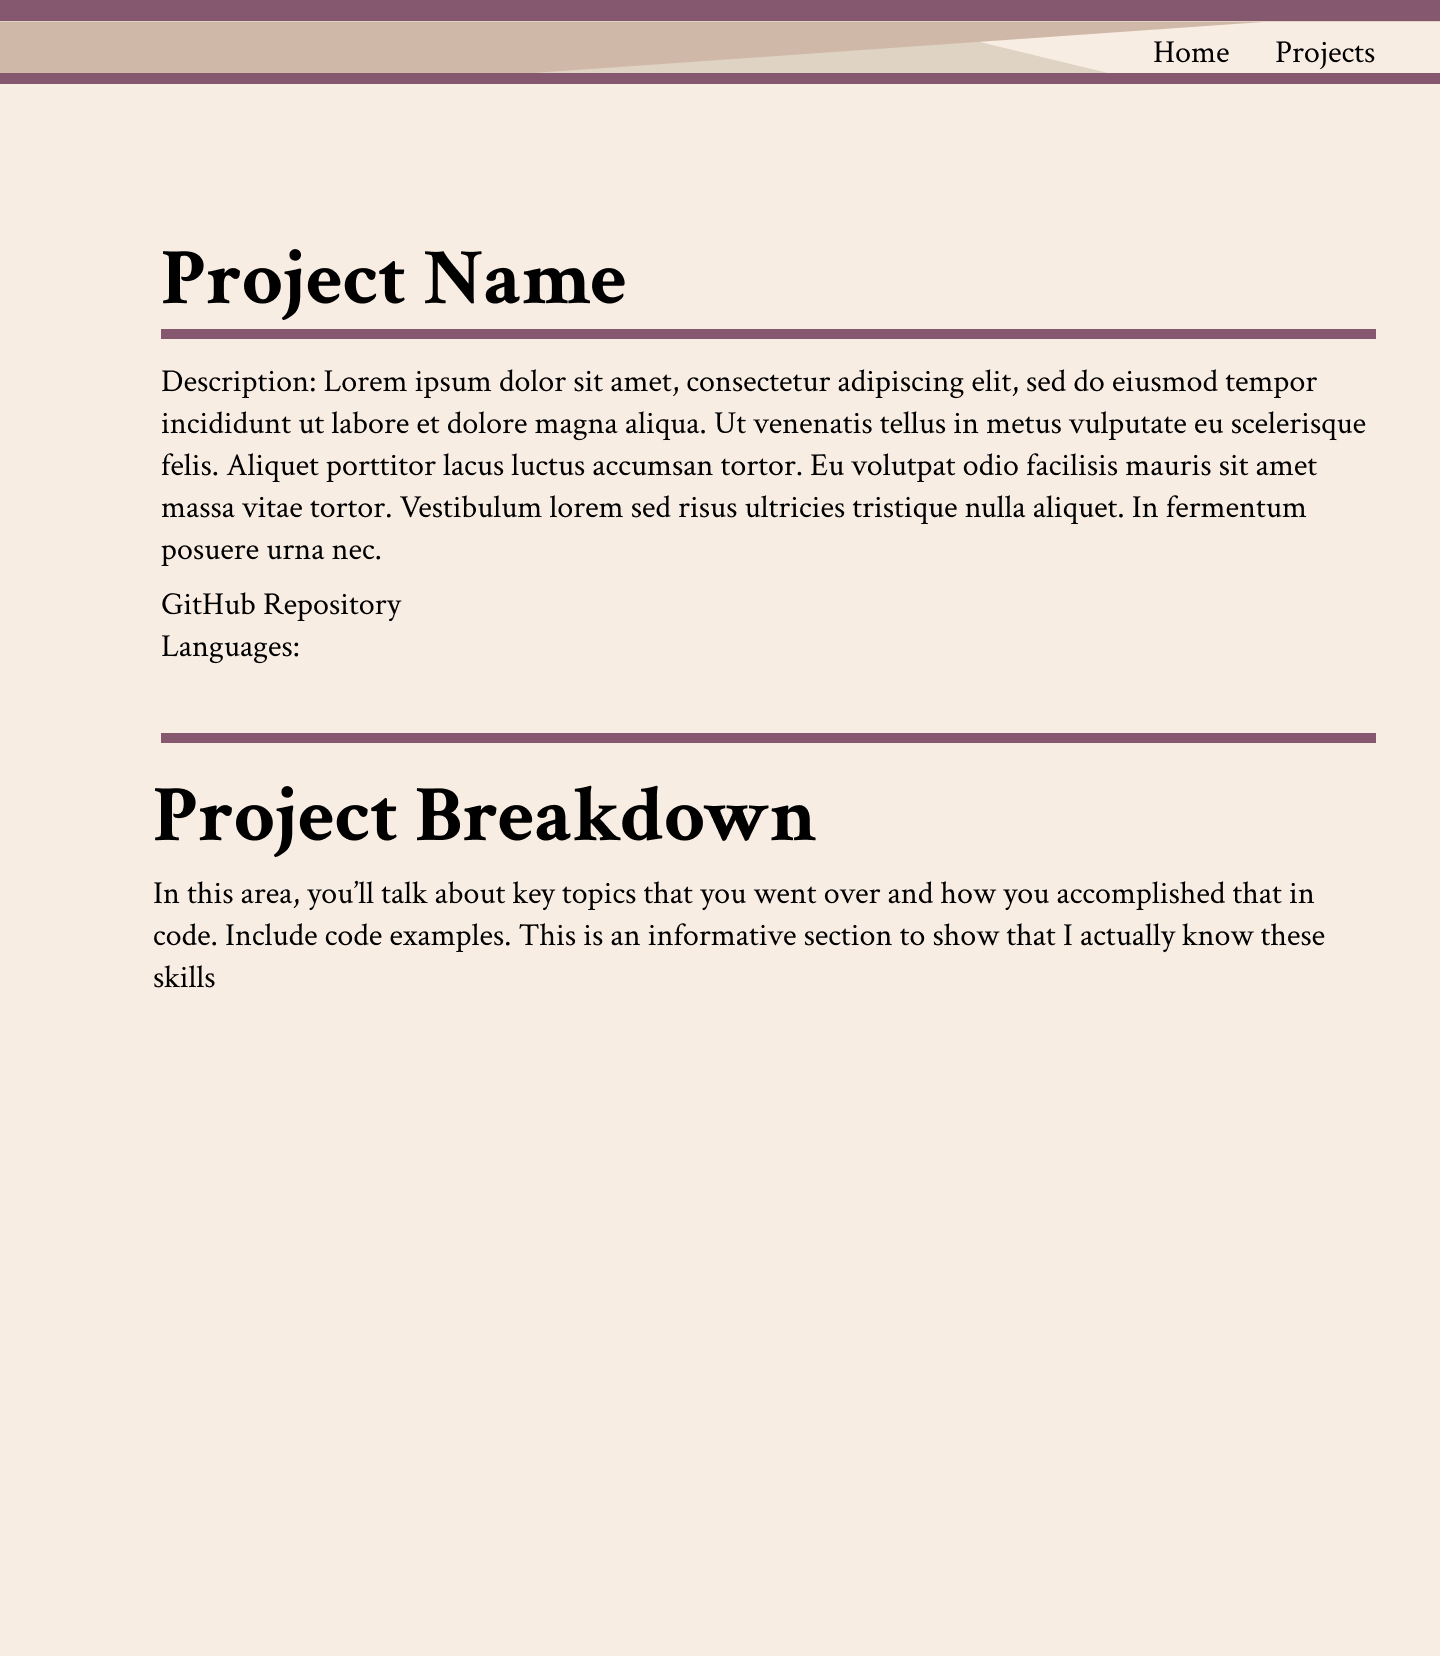 Home Projects
Project Name
Description: Lorem ipsum dolor sit amet, consectetur adipiscing elit, sed do eiusmod tempor
incididunt ut labore et dolore magna aliqua. Ut venenatis tellus in metus vulputate eu scelerisque
felis. Aliquet porttitor lacus luctus accumsan tortor. Eu volutpat odio facilisis mauris sit amet
massa vitae tortor. Vestibulum lorem sed risus ultricies tristique nulla aliquet. In fermentum
posuere urna nec.
GitHub Repository
Languages:
Project Breakdown
In this area, you’ll talk about key topics that you went over and how you accomplished that in
code. Include code examples. This is an informative section to show that I actually know these
skills